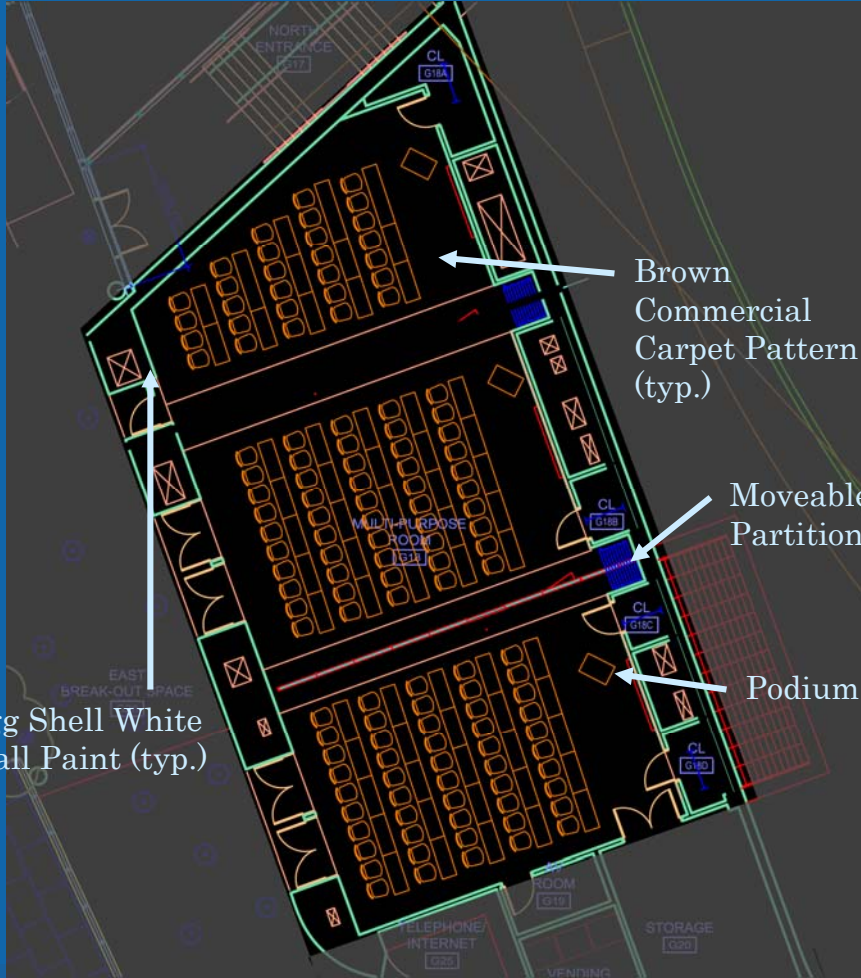 NORTH
ENTRANCE
G17
CL
G18A
Brown
Commercial
Carpet Pattern
(typ.)
MULTI-PURPOSE
ROOM
G18
CL
G18B
Moveable
Partition
CL
G18C
EAST
BREAK-OUT SPACE
Podium
g Shell White
all Paint (typ.)
CL
G18D
ROOM
G19
TELEPHONE/
INTERNET
G25
STORAGE
G20
VENDING